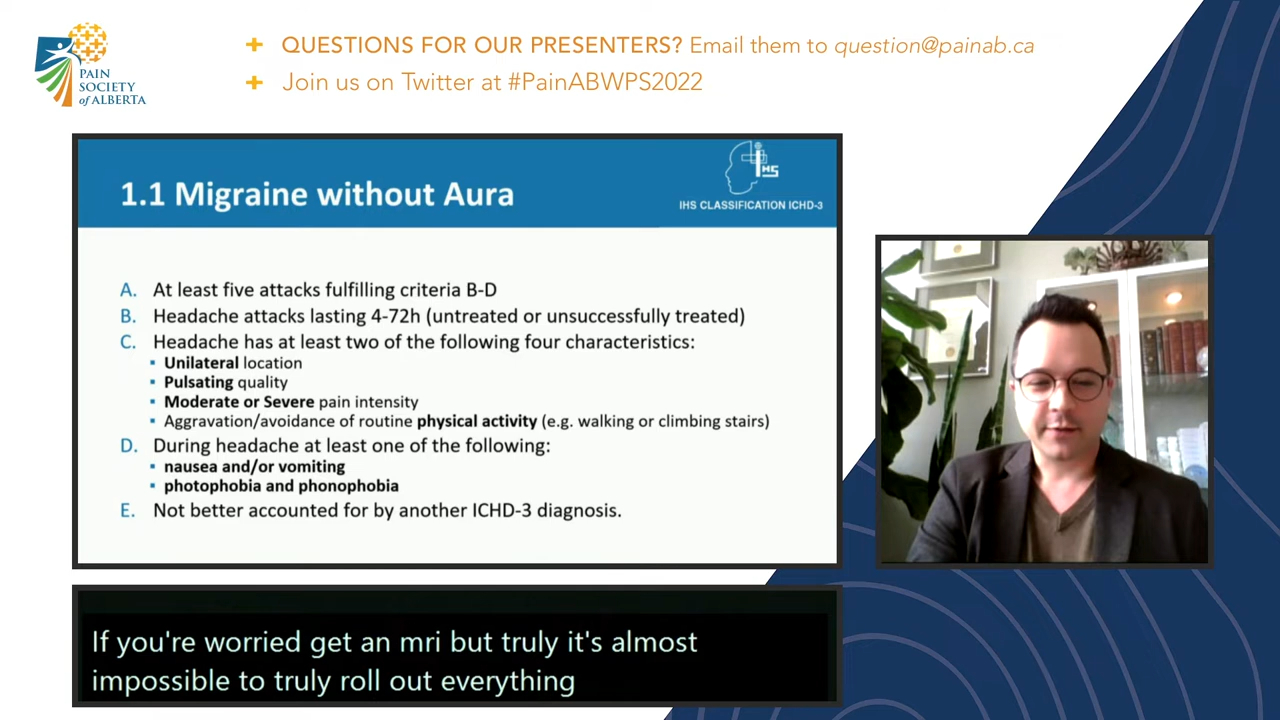 PAIN
SOCIETY
of ALBERTA
+ QUESTIONS FOR OUR PRESENTERS? Email them to question@painab.ca
+ Join us on Twitter at #PainABWPS2022
1.1 Migraine without Aura
IHS
IHS CLASSIFICATION ICHD-3
A. At least five attacks fulfilling criteria B-D
B. Headache attacks lasting 4-72h (untreated or unsuccessfully treated)
C. Headache has at least two of the following four characteristics:
▪ Unilateral location
▪ Pulsating quality
▪ Moderate or Severe pain intensity
▪ Aggravation/avoidance of routine physical activity (e.g. walking or climbing stairs)
D. During headache at least one of the following:
▪ nausea and/or vomiting
▪ photophobia and phonophobia
E. Not better accounted for by another ICHD-3 diagnosis.
If you're worried get an mri but truly it's almost
impossible to truly roll out everything